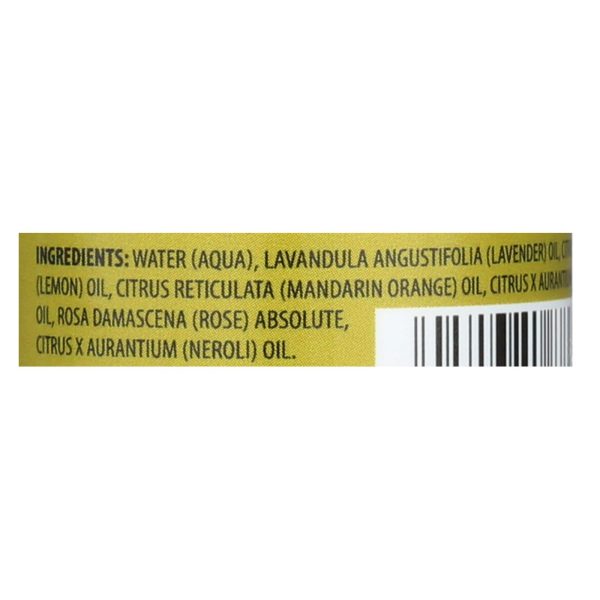 INGREDIENTS: WATER (AQUA), LAVANDULA ANGUSTIFOLIA (LAVENDER) OIL,
(LEMON) OIL, CITRUS RETICULATA (MANDARIN ORANGE) OIL, CITRUS X
OIL, ROSA DAMASCENA (ROSE) ABSOLUTE,
CITRUS X AURANTIUM (NEROLI) OIL.